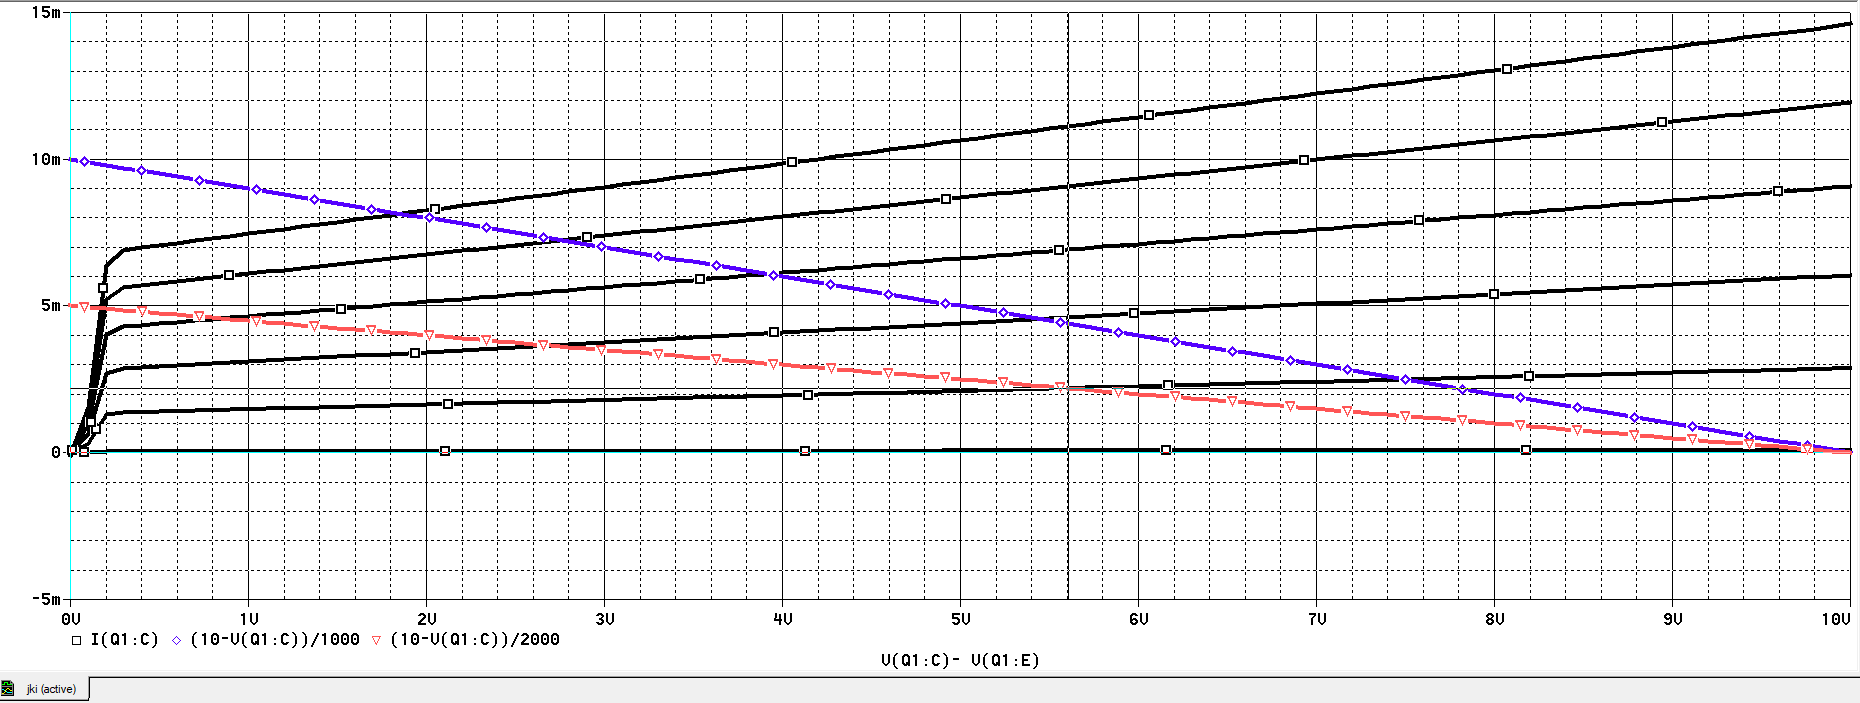 15m
10m
5m
0
-5m
0V 1V 2V 3V 4V 5V 6V 7V 8V 9V 10V
I(Q1:C) (10-V(Q1:C))/1000 (10-V(Q1:C))/2000
V(Q1:C)- V(Q1:E)
jki (active)